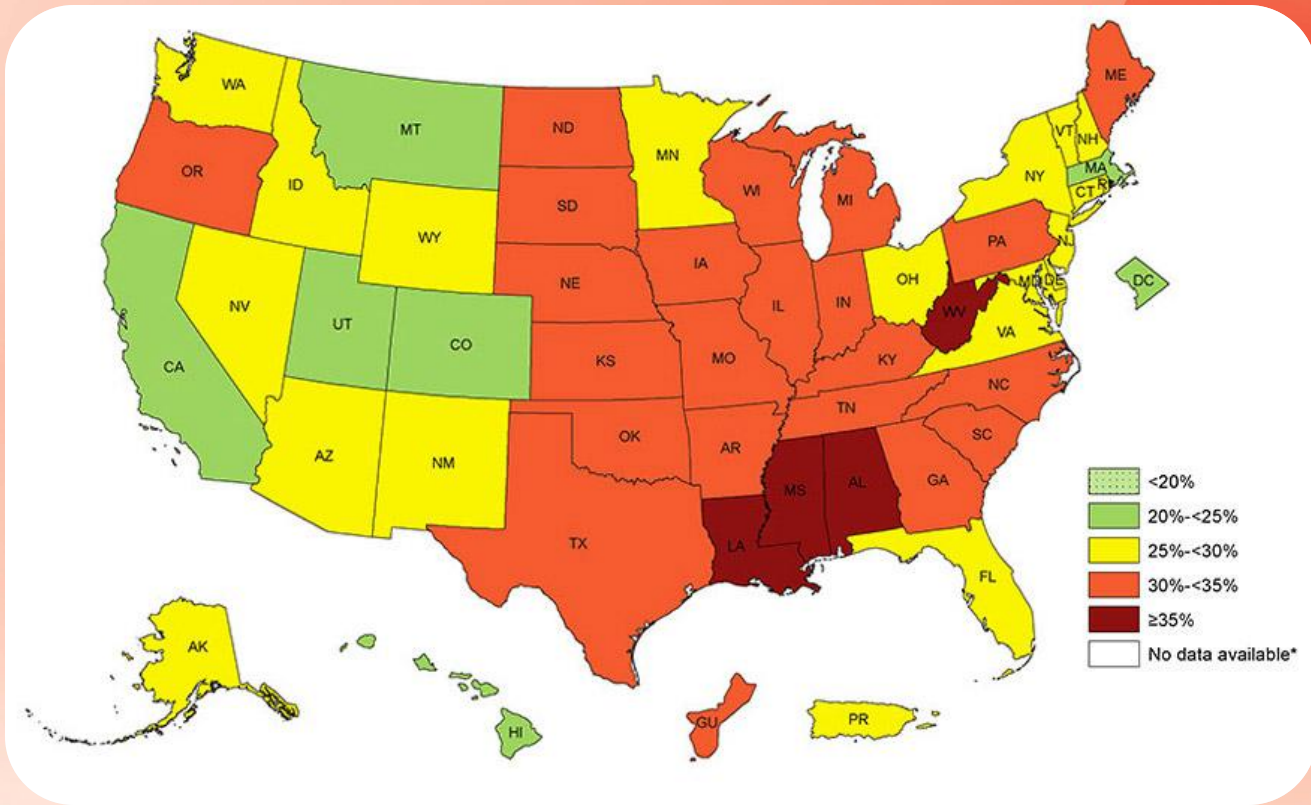 WA
MT
ND
MN
ME
VT
NH
OR
ID
SD
WI
MI
NY
MA
CT
WY
IA
PA
NJ
NV
UT
CO
NE
IL
IN
OH
MD
DE
DC
CA
KS
MO
KY
WV
VA
AZ
NM
OK
AR
TN
NC
SC
TX
LA
MS
AL
GA
FL
<20%
20%-<25%
25%-<30%
30%-<35%
≥35%
No data available*
AK
HI
GU
PR